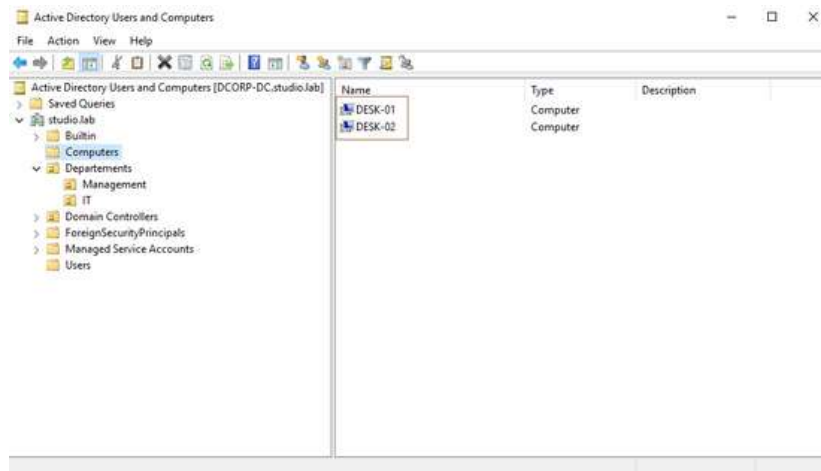 Active Directory Users and Computers
File Action View Help
Active Directory Users and Computers [DCORP-DC.studio.lab]
Saved Queries
studio.lab
Builtin
Computers
Departements
Management
IT
Domain Controllers
ForeignSecurityPrincipals
Managed Service Accounts
Users
Name Type Description
DESK-01 Computer
DESK-02 Computer